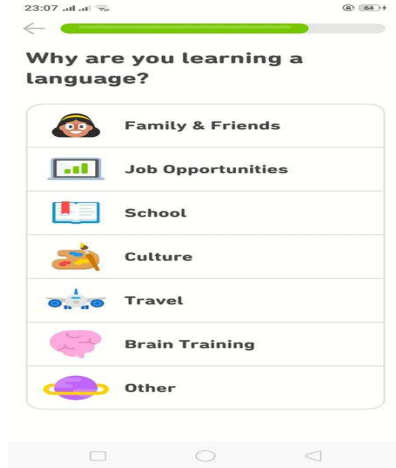 23:07
64
Why are you learning a
language?
Family & Friends
Job Opportunities
School
Culture
Travel
Brain Training
Other